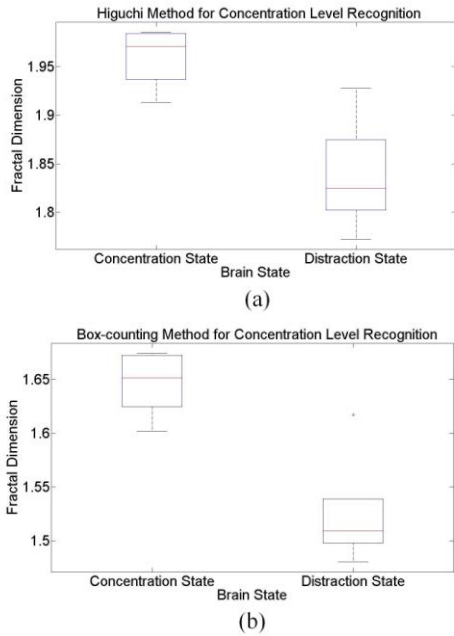 Higuchi Method for Concentration Level Recognition
Fractal Dimension
1.95
1.9
1.85
1.8
Concentration State Distraction State
Brain State
(a)
Box-counting Method for Concentration Level Recognition
Fractal Dimension
1.65
1.6
1.55
1.5
Concentration State Distraction State
Brain State
(b)